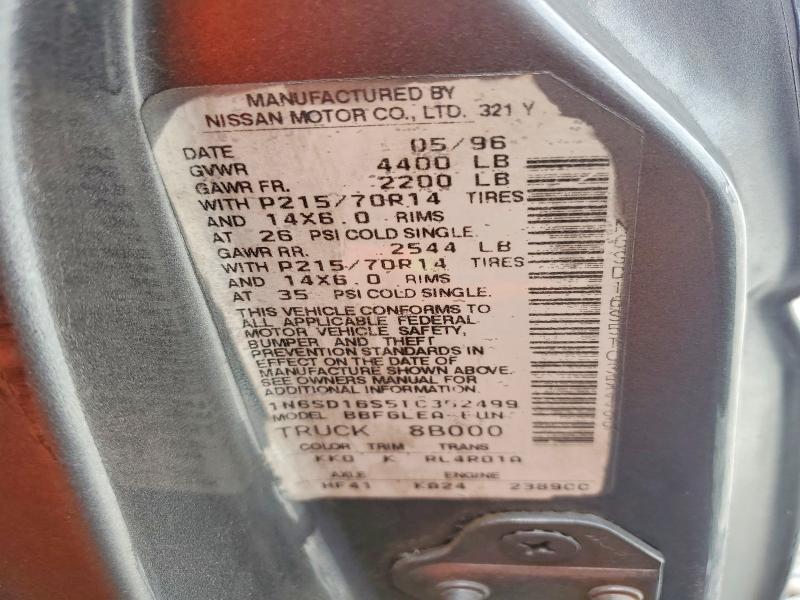 MANUFACTURED BY
NISSAN MOTOR CO., LTD. 321 Y
DATE 05/96
GVWR 4400 LB
GAWR FR. 2200 LB
WITH P215/70R14 TIRES
AND 14X6.0 RIMS
AT 26 PSI COLD SINGLE.
GAWR RR. 2544 LB
WITH P215/70R14 TIRES
AND 14X6.0 RIMS
AT 35 PSI COLD SINGLE.
THIS VEHICLE CONFORMS TO
ALL APPLICABLE FEDERAL
MOTOR VEHICLE SAFETY,
BUMPER AND THEFT
PREVENTION STANDARDS IN
EFFECT ON THE DATE OF
MANUFACTURE SHOWN ABOVE.
SEE OWNERS MANUAL FOR
ADDITIONAL INFORMATION.
1N6SD16S5TC352499
MODEL BBFGLEA-EUN
TRUCK 8B000
COLOR TRIM TRANS
KK0 K RL4R01A
AXLE ENGINE
HF41 KA24 2389CC